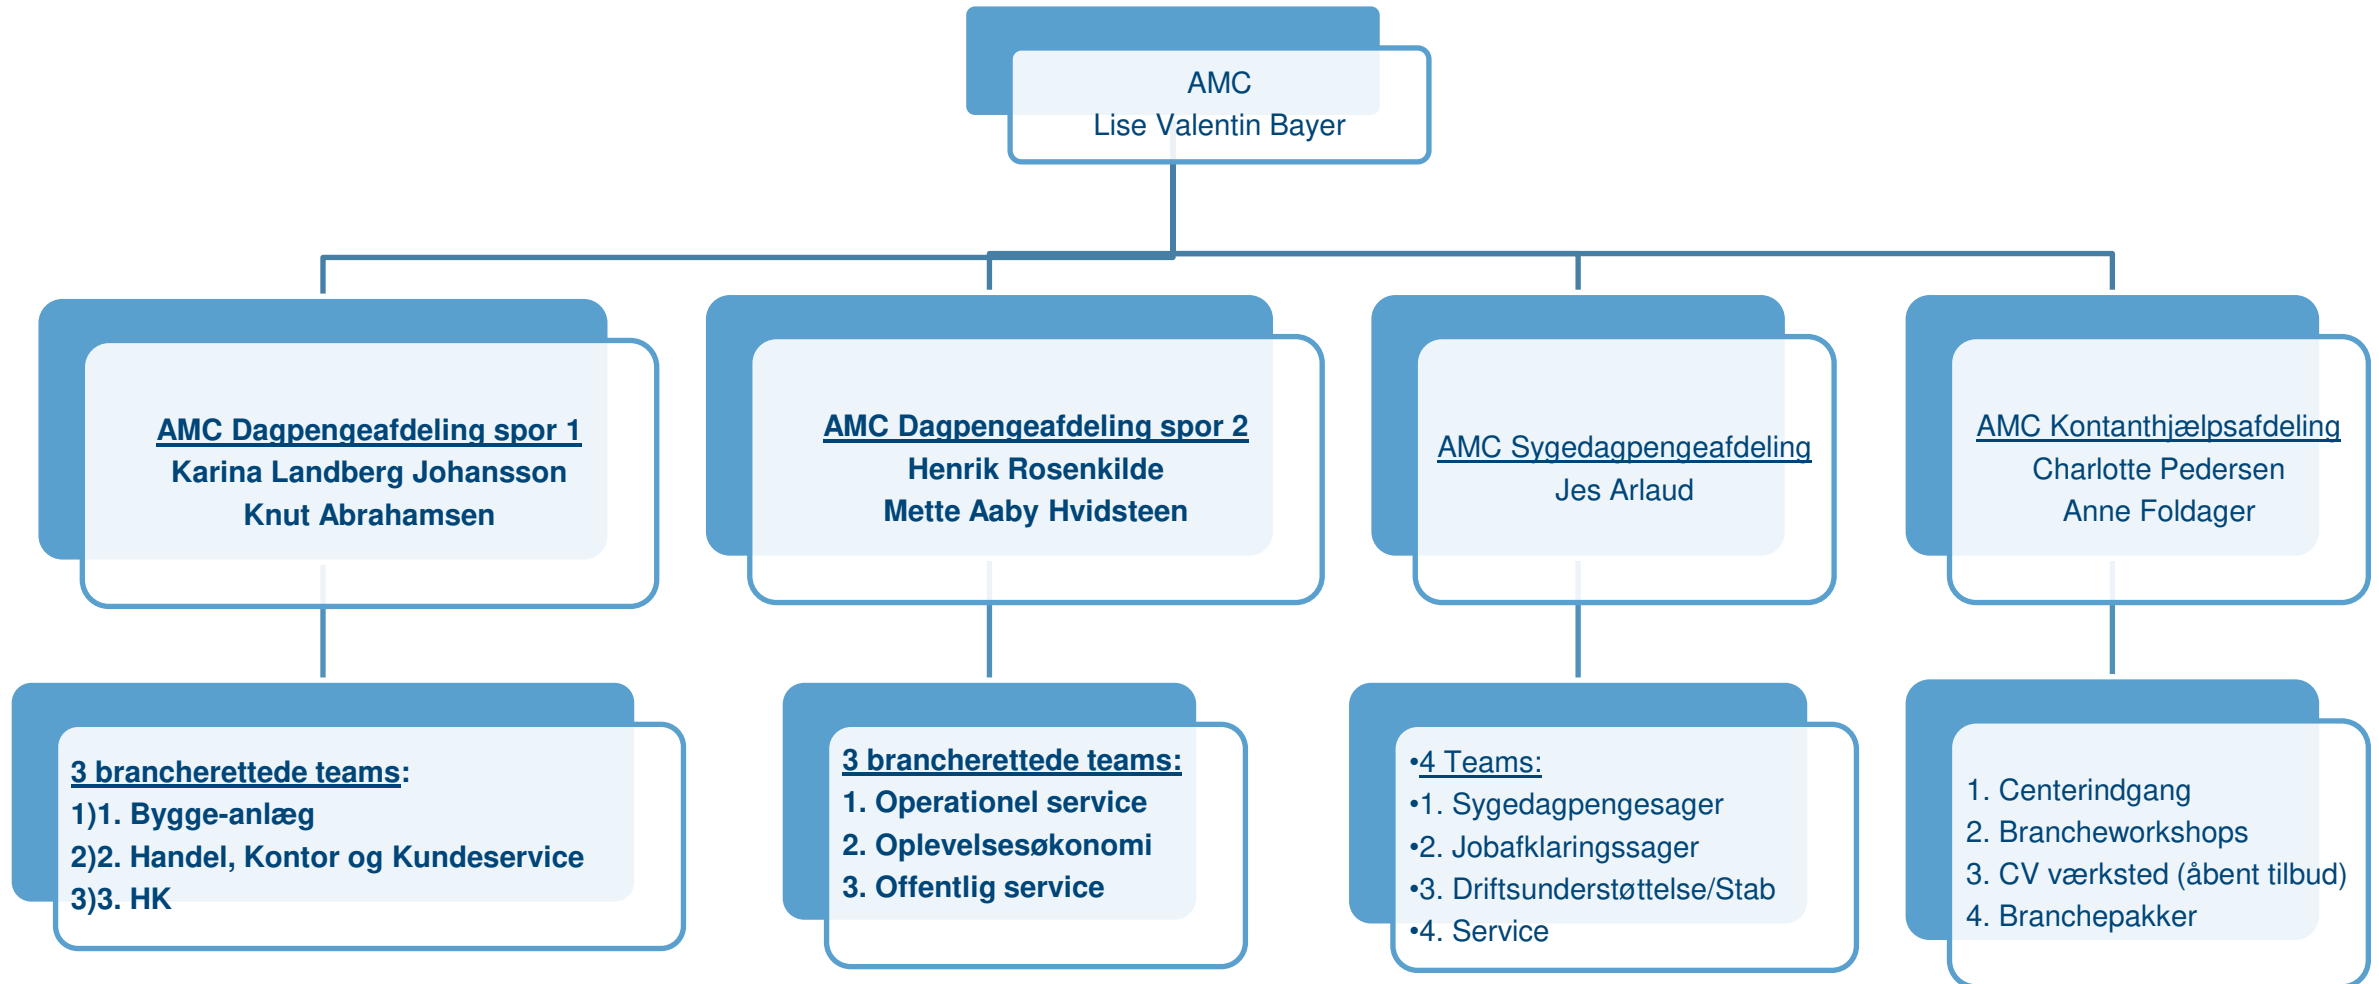 AMC
Lise Valentin Bayer
AMC Dagpengeafdeling spor 1
Karina Landberg Johansson
Knut Abrahamsen
AMC Dagpengeafdeling spor 2
Henrik Rosenkilde
Mette Aaby Hvidsteen
AMC Sygedagpengeafdeling
Jes Arlaud
AMC Kontanthjælpsafdeling
Charlotte Pedersen
Anne Foldager
3 brancherettede teams:
1)1. Bygge-anlæg
2)2. Handel, Kontor og Kundeservice
3)3. HK
3 brancherettede teams:
1. Operationel service
2. Oplevelsesøkonomi
3. Offentlig service
•4 Teams:
•1. Sygedagpengesager
•2. Jobafklaringssager
•3. Driftsunderstøttelse/Stab
•4. Service
1. Centerindgang
2. Brancheworkshops
3. CV værksted (åbent tilbud)
4. Branchepakker